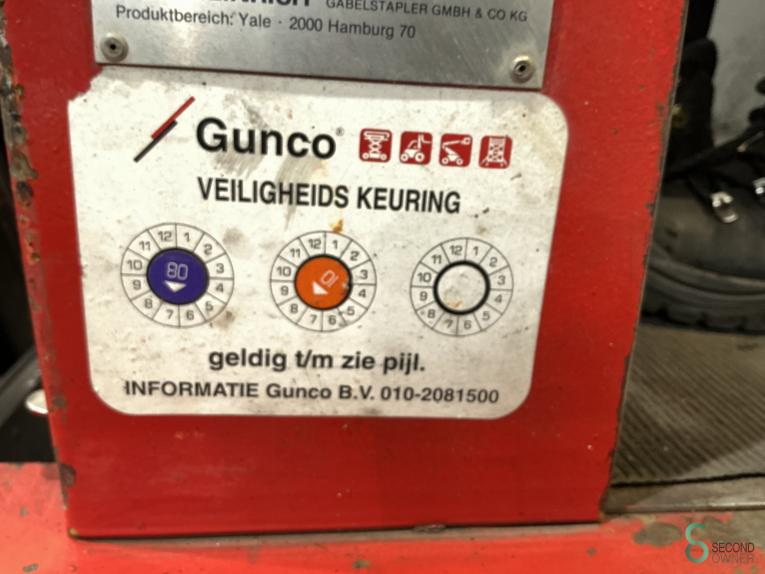 GABELSTAPLER GMBH & CO KG
Produktbereich: Yale · 2000 Hamburg 70
Gunco®
VEILIGHEIDS KEURING
12 1 2 3 4 5 6 7 8 9 10 11
12 1 2 3 4 5 6 7 8 9 10 11
12 1 2 3 4 5 6 7 8 9 10 11
geldig t/m zie pijl.
INFORMATIE Gunco B.V. 010-2081500
SECOND
OWNER